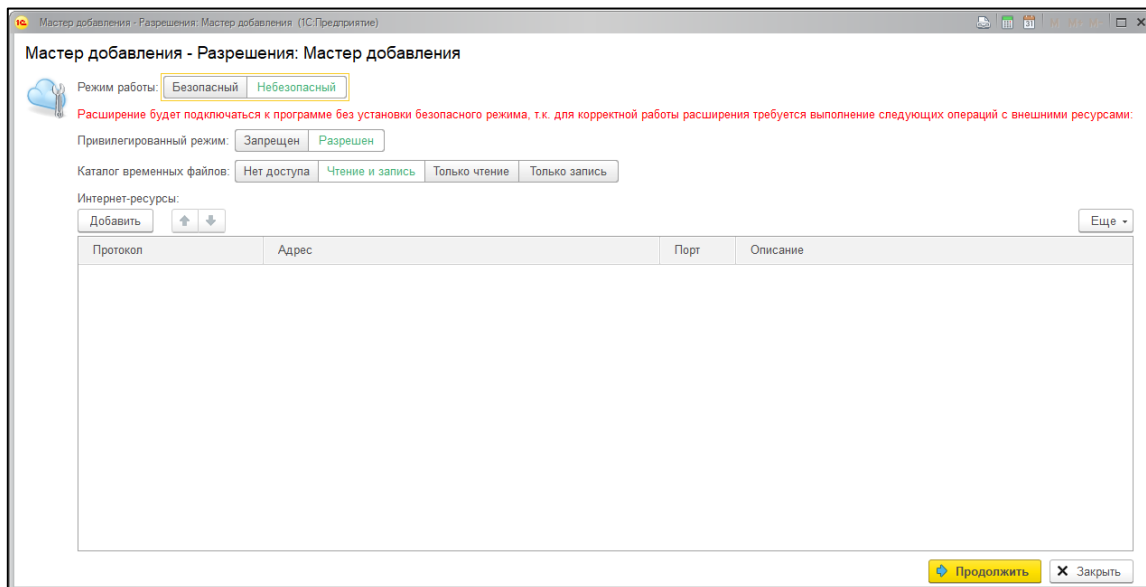 Мастер добавления - Разрешения: Мастер добавления (1С:Предприятие)
Мастер добавления - Разрешения: Мастер добавления
Режим работы: Безопасный Небезопасный
Расширение будет подключаться к программе без установки безопасного режима, т.к. для корректной работы расширения требуется выполнение следующих операций с внешними ресурсами:
Привилегированный режим: Запрещен Разрешен
Каталог временных файлов: Нет доступа Чтение и запись Только чтение Только запись
Интернет-ресурсы:
Добавить Еще
Протокол Адрес Порт Описание
Продолжить Закрыть